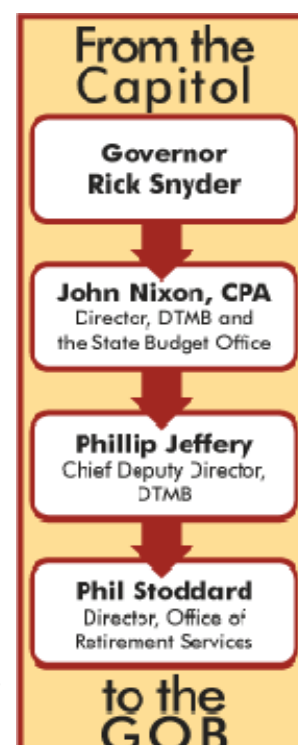 From the
Capitol
Governor
Rick Snyder
John Nixon, CPA
Director, DTMB and
the State Budget Office
Phillip Jeffery
Chief Deputy Director,
DTMB
Phil Stoddard
Director, Office of
Retirement Services
to the
GOB